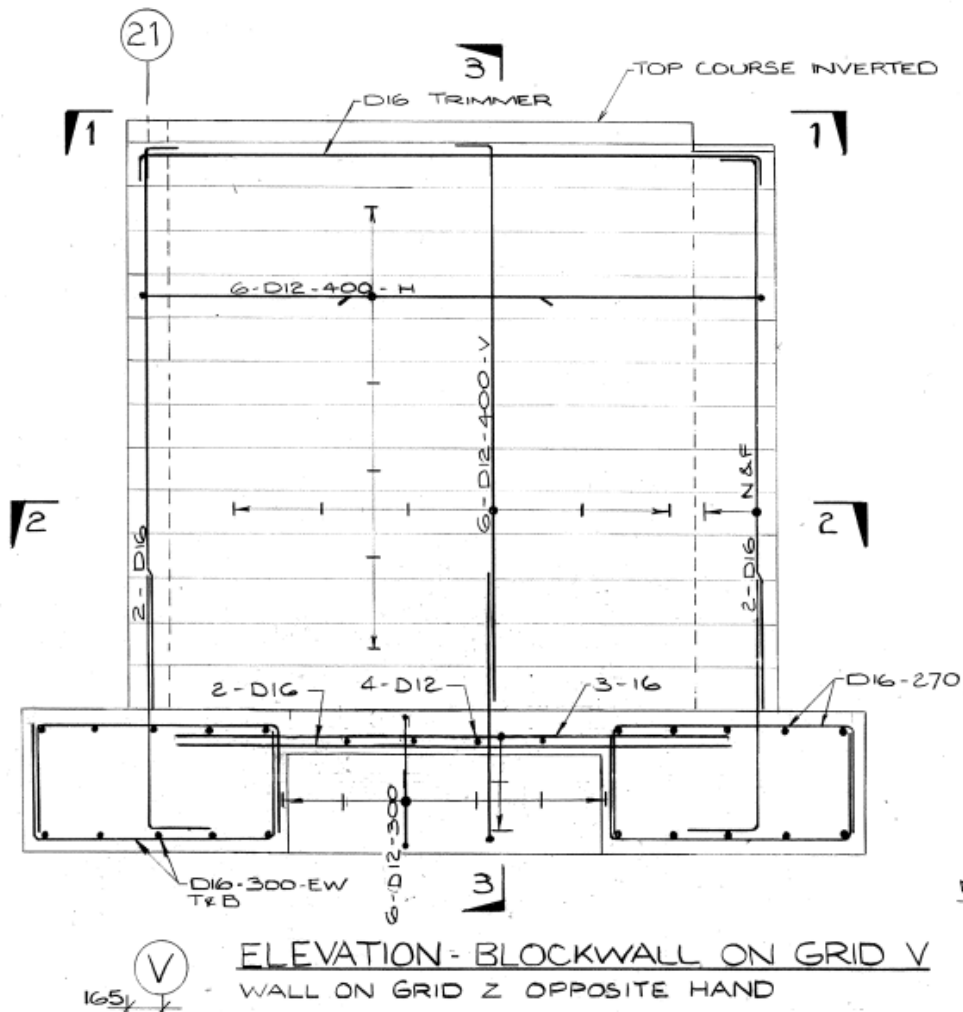 21
3
TOP COURSE INVERTED
D16 TRIMMER
1
1
6-D12-400-H
6-D12-400-V
N&F
2
2
2-D16
2-D16
2-D16
4-D12
3-16
D16-270
6-D12-300
D16-300-EW
T&B
3
V
ELEVATION - BLOCKWALL ON GRID V
WALL ON GRID Z OPPOSITE HAND
165